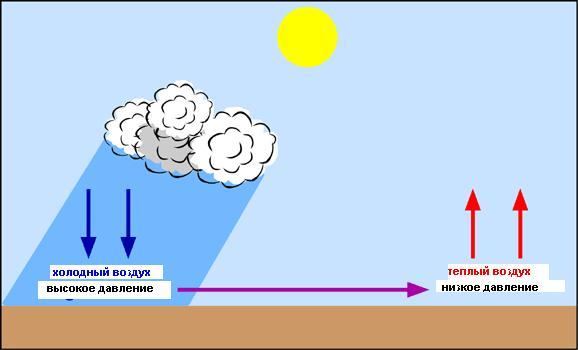 холодный воздух
высокое давление
теплый воздух
низкое давление